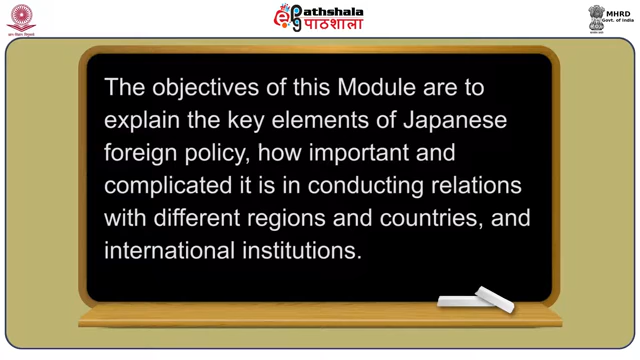 ePathshala
पाठशाला
MHRD
Govt. of India
The objectives of this Module are to
explain the key elements of Japanese
foreign policy, how important and
complicated it is in conducting relations
with different regions and countries, and
international institutions.